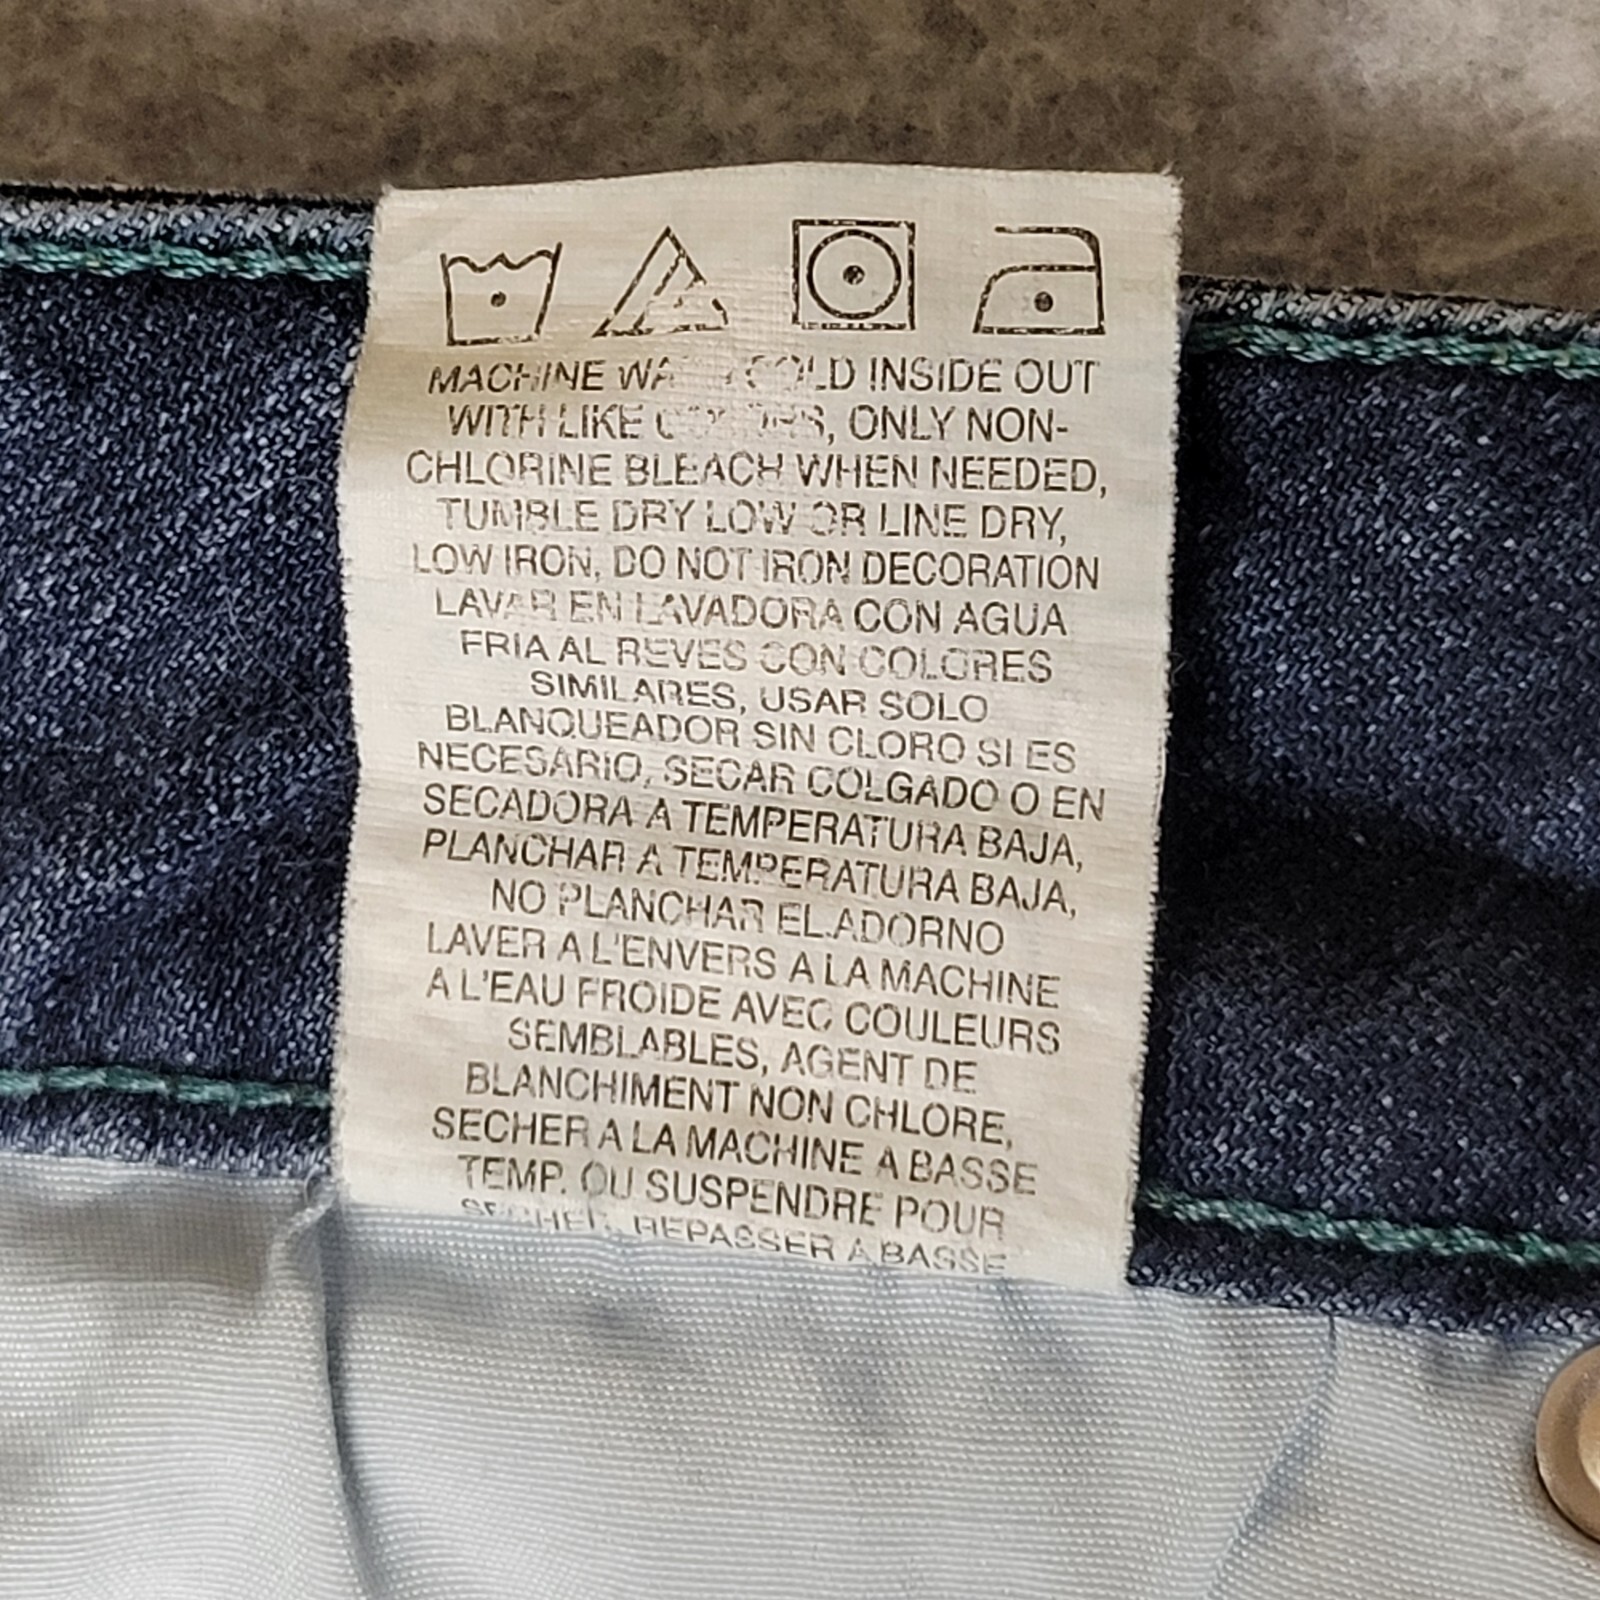 MACHINE WASH COLD INSIDE OUT
WITH LIKE COLORS, ONLY NON-
CHLORINE BLEACH WHEN NEEDED,
TUMBLE DRY LOW OR LINE DRY,
LOW IRON, DO NOT IRON DECORATION
LAVAR EN LAVADORA CON AGUA
FRIA AL REVES CON COLORES
SIMILARES, USAR SOLO
BLANQUEADOR SIN CLORO SI ES
NECESARIO, SECAR COLGADO O EN
SECADORA A TEMPERATURA BAJA,
PLANCHAR A TEMPERATURA BAJA,
NO PLANCHAR EL ADORNO
LAVER A L'ENVERS A LA MACHINE
A L'EAU FROIDE AVEC COULEURS
SEMBLABLES, AGENT DE
BLANCHIMENT NON CHLORE,
SECHER A LA MACHINE A BASSE
TEMP. OU SUSPENDRE POUR
SECHER, REPASSER A BASSE